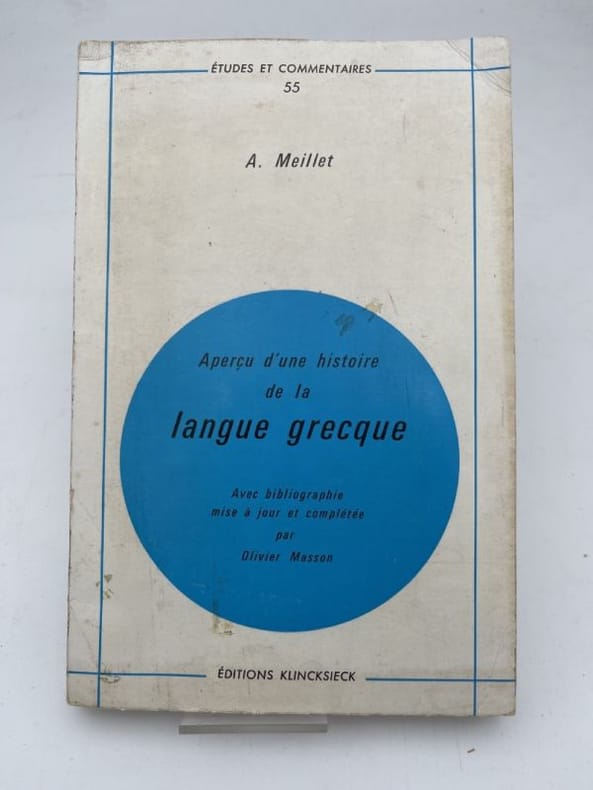 ÉTUDES ET COMMENTAIRES
55
A. Meillet
Aperçu d'une histoire
de la
langue grecque
Avec bibliographie
mise à jour et complétée
par
Olivier Masson
ÉDITIONS KLINCKSIECK